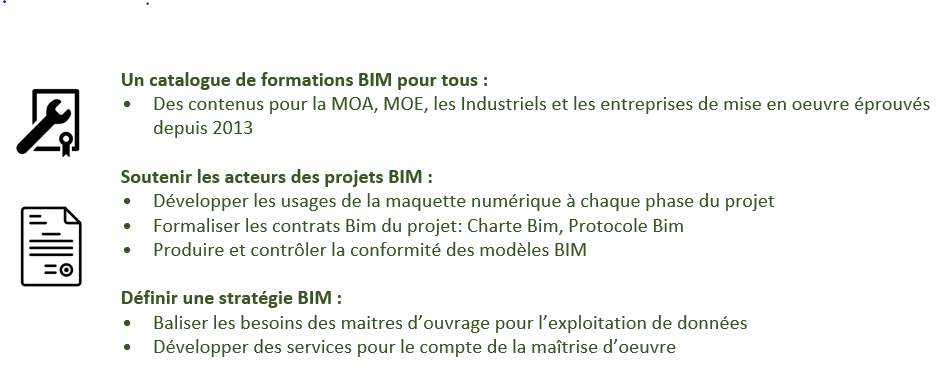 Un catalogue de formations BIM pour tous :
• Des contenus pour la MOA, MOE, les Industriels et les entreprises de mise en oeuvre éprouvés
depuis 2013
Soutenir les acteurs des projets BIM :
• Développer les usages de la maquette numérique à chaque phase du projet
• Formaliser les contrats Bim du projet: Charte Bim, Protocole Bim
• Produire et contrôler la conformité des modèles BIM
Définir une stratégie BIM :
• Baliser les besoins des maitres d’ouvrage pour l’exploitation de données
• Développer des services pour le compte de la maîtrise d’oeuvre